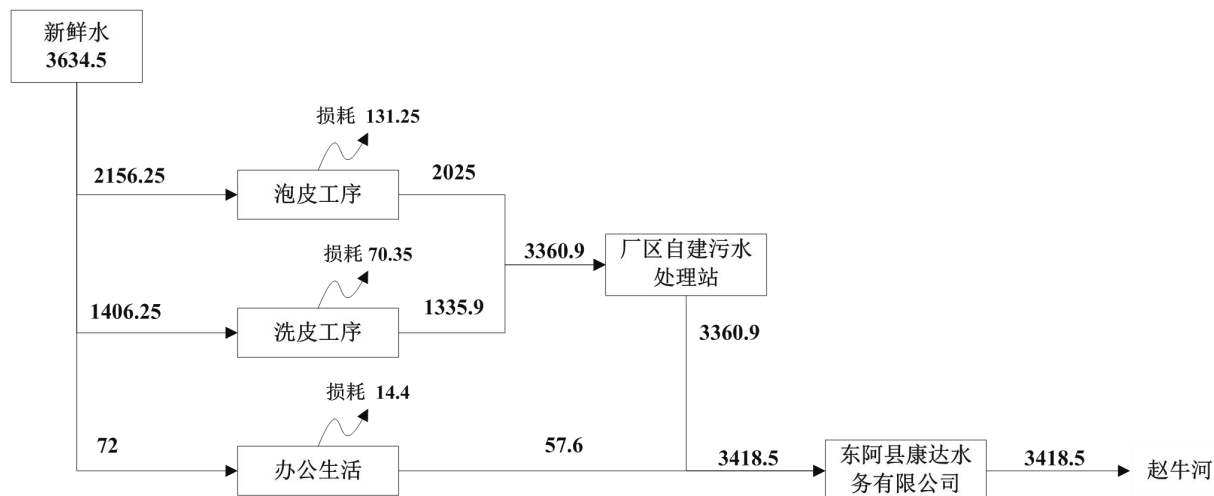 新鲜水
3634.5
损耗 131.25
2156.25
泡皮工序
2025
损耗 70.35
3360.9
厂区自建污水
处理站
1406.25
洗皮工序
1335.9
3360.9
损耗 14.4
72
办公生活
57.6
3418.5
东阿县康达水
务有限公司
3418.5
赵牛河